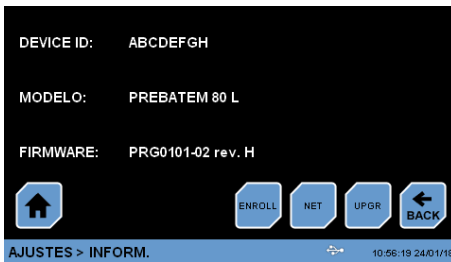 DEVICE ID: ABCDEFGH
MODELO: PREBATEM 80 L
FIRMWARE: PRG0101-02 rev. H
ENROLL NET UPGR BACK
AJUSTES > INFORM. 10:56:19 24/01/18